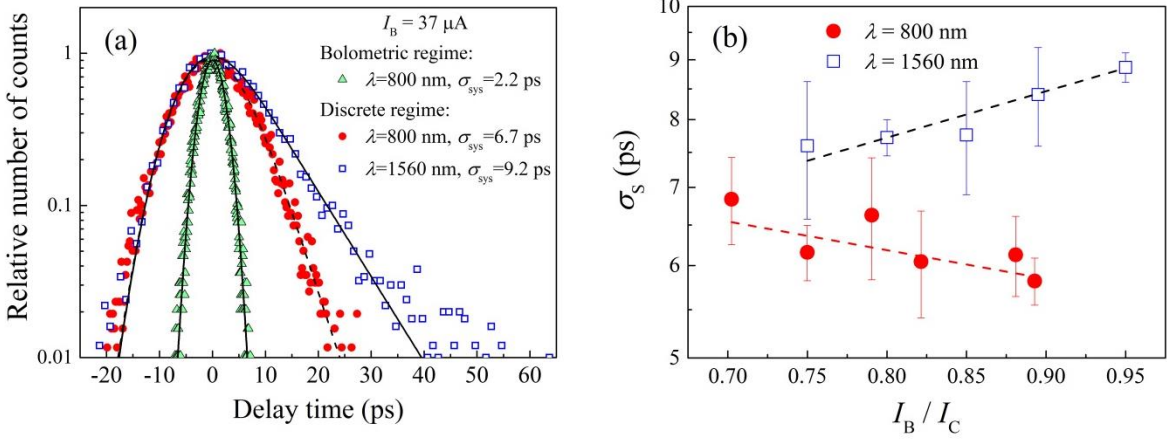 (a)
I_B = 37 μA
Bolometric regime:
λ=800 nm, σ_sys=2.2 ps
Discrete regime:
λ=800 nm, σ_sys=6.7 ps
λ=1560 nm, σ_sys=9.2 ps
Relative number of counts
1
0.1
0.01
-20 -10 0 10 20 30 40 50 60
Delay time (ps)
(b)
λ = 800 nm
λ = 1560 nm
σ_S (ps)
10
9
8
7
6
5
0.70 0.75 0.80 0.85 0.90 0.95
I_B / I_C